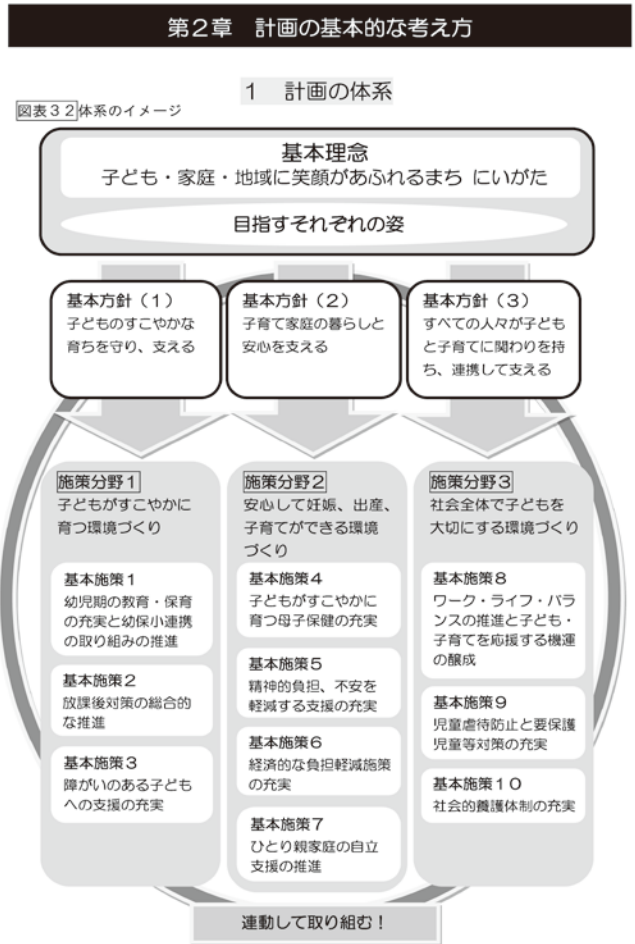 第２章　計画の基本的な考え方
１　計画の体系
図表３２体系のイメージ
基本理念
子ども・家庭・地域に笑顔があふれるまち にいがた
目指すそれぞれの姿
基本方針（１）
子どものすこやかな
育ちを守り、支える
基本方針（２）
子育て家庭の暮らしと
安心を支える
基本方針（３）
すべての人々が子ども
と子育てに関わりを持
ち、連携して支える
施策分野１
子どもがすこやかに
育つ環境づくり
基本施策１
幼児期の教育・保育
の充実と幼保小連携
の取り組みの推進
基本施策２
放課後対策の総合的
な推進
基本施策３
障がいのある子ども
への支援の充実
施策分野２
安心して妊娠、出産、
子育てができる環境
づくり
基本施策４
子どもがすこやかに
育つ母子保健の充実
基本施策５
精神的負担、不安を
軽減する支援の充実
基本施策６
経済的な負担軽減施策
の充実
基本施策７
ひとり親家庭の自立
支援の推進
施策分野３
社会全体で子どもを
大切にする環境づくり
基本施策８
ワーク・ライフ・バラ
ンスの推進と子ども・
子育てを応援する機運
の醸成
基本施策９
児童虐待防止と要保護
児童等対策の充実
基本施策１０
社会的養護体制の充実
連動して取り組む！